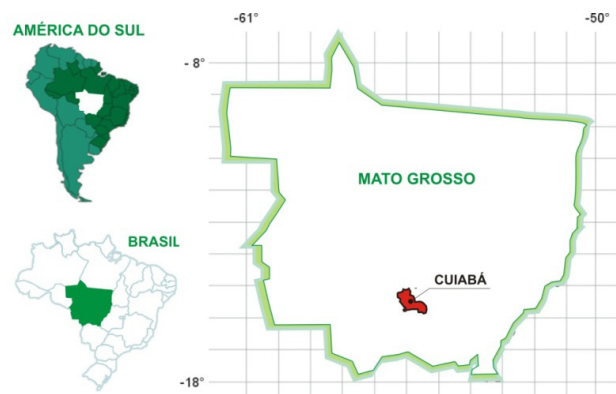 AMÉRICA DO SUL
-61°
-50°
- 8°
MATO GROSSO
BRASIL
CUIABÁ
-18°